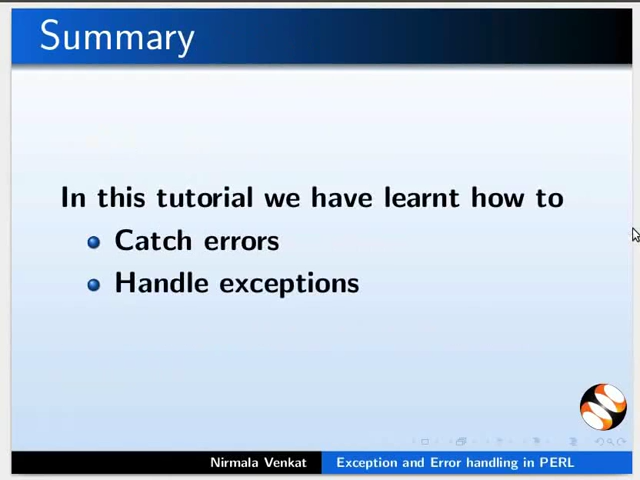 Summary
In this tutorial we have learnt how to
Catch errors
Handle exceptions
Nirmala Venkat
Exception and Error handling in PERL